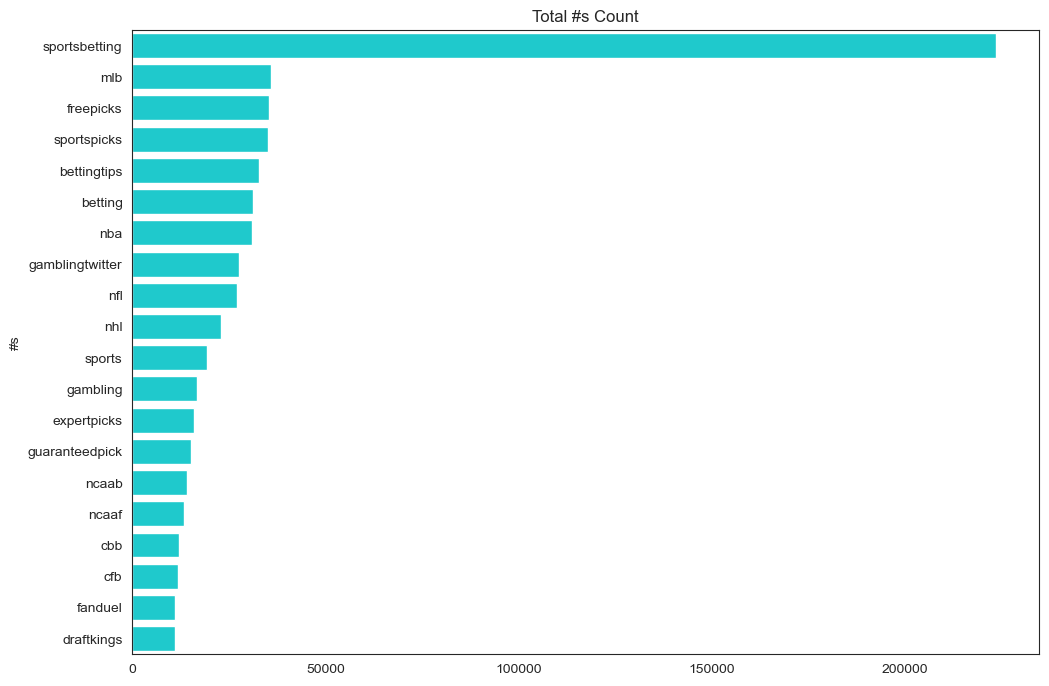 Total #s Count
sportsbetting
mlb
freepicks
sportspicks
bettingtips
betting
nba
gamblingtwitter
nfl
nhl
#s
sports
gambling
expertpicks
guaranteedpick
ncaab
ncaaf
cbb
cfb
fanduel
draftkings
0 50000 100000 150000 200000